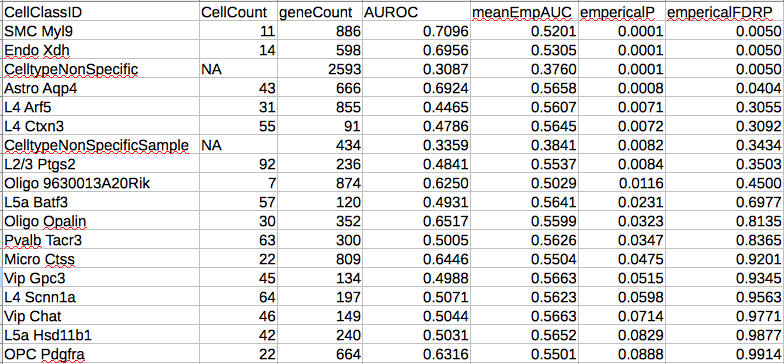 CellClassID CellCount geneCount AUROC meanEmpAUC empericalP empericalFDRP
SMC Myl9 11 886 0.7096 0.5201 0.0001 0.0050
Endo Xdh 14 598 0.6956 0.5305 0.0001 0.0050
CelltypeNonSpecific NA 2593 0.3087 0.3760 0.0001 0.0050
Astro Aqp4 43 666 0.6924 0.5658 0.0008 0.0404
L4 Arf5 31 855 0.4465 0.5607 0.0071 0.3055
L4 Ctxn3 55 91 0.4786 0.5645 0.0072 0.3092
CelltypeNonSpecificSample NA 434 0.3359 0.3841 0.0082 0.3434
L2/3 Ptgs2 92 236 0.4841 0.5537 0.0084 0.3503
Oligo 9630013A20Rik 7 874 0.6250 0.5029 0.0116 0.4500
L5a Batf3 57 120 0.4931 0.5641 0.0231 0.6977
Oligo Opalin 30 352 0.6517 0.5599 0.0323 0.8135
Pvalb Tacr3 63 300 0.5005 0.5626 0.0347 0.8365
Micro Ctss 22 809 0.6446 0.5504 0.0475 0.9201
Vip Gpc3 45 134 0.4988 0.5663 0.0515 0.9345
L4 Scnn1a 64 197 0.5071 0.5623 0.0598 0.9563
Vip Chat 46 149 0.5044 0.5663 0.0714 0.9771
L5a Hsd11b1 42 240 0.5031 0.5652 0.0829 0.9877
OPC Pdgfra 22 664 0.6316 0.5501 0.0888 0.9914